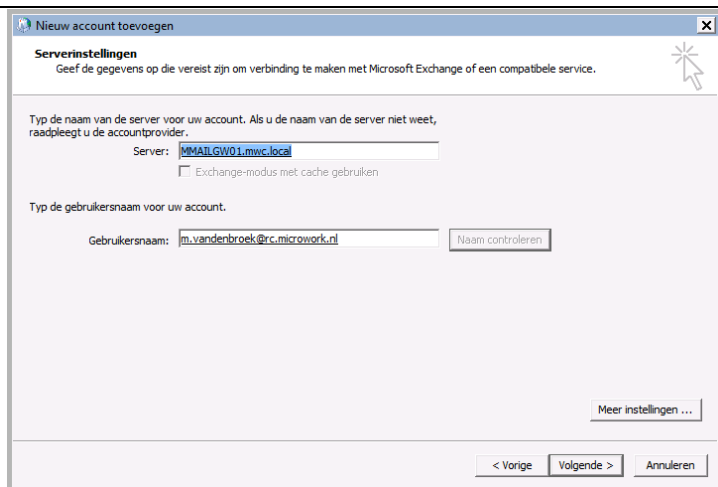 Nieuw account toevoegen
Serverinstellingen
Geef de gegevens op die vereist zijn om verbinding te maken met Microsoft Exchange of een compatibele service.
Typ de naam van de server voor uw account. Als u de naam van de server niet weet,
raadpleegt u de accountprovider.
Server: MMAILGW01.mwc.local
Exchange-modus met cache gebruiken
Typ de gebruikersnaam voor uw account.
Gebruikersnaam: m.vandenbroek@rc.microwork.nl Naam controleren
Meer instellingen ...
< Vorige Volgende > Annuleren